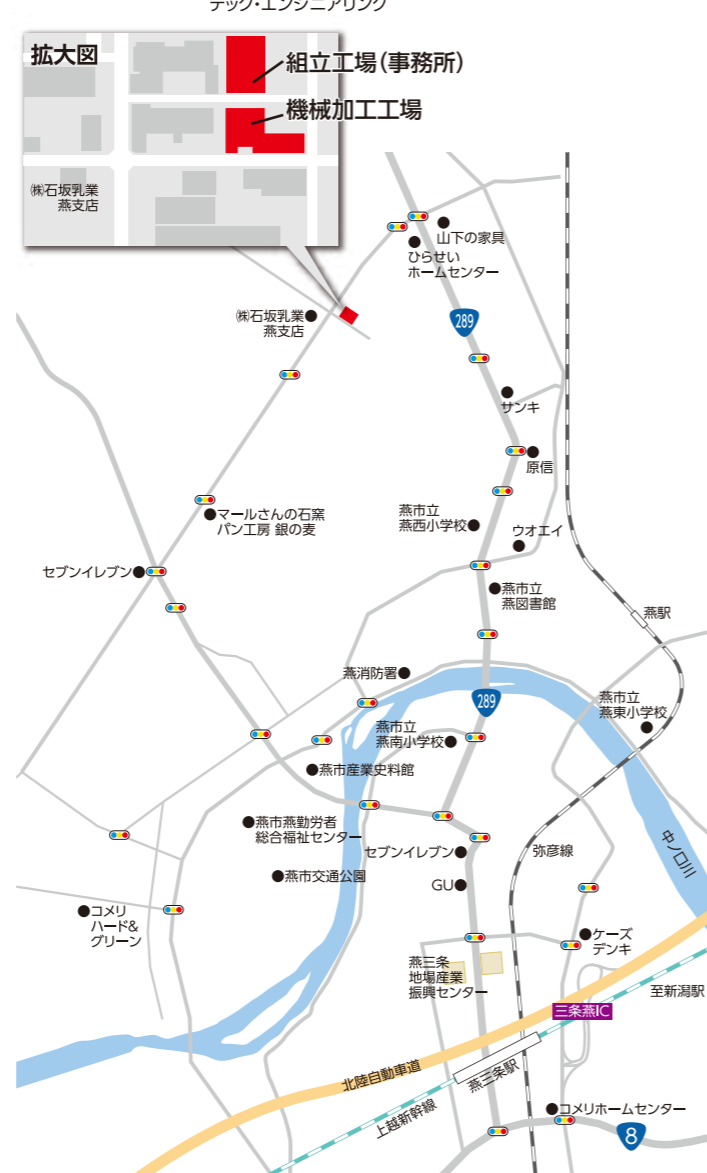 テック・エンジニアリング
拡大図
組立工場(事務所)
機械加工工場
㈱石坂乳業
燕支店
山下の家具
ひらせい
ホームセンター
㈱石坂乳業
燕支店
289
サンキ
原信
マールさんの石窯
パン工房 銀の麦
燕市立
燕西小学校
ウオエイ
セブンイレブン
燕市立
燕図書館
燕駅
燕消防署
289
燕市立
燕東小学校
燕市立
燕南小学校
燕市産業史料館
燕市燕勤労者
総合福祉センター
セブンイレブン
弥彦線
中ノ口川
燕市交通公園
GU
コメリ
ハード&
グリーン
ケーズ
デンキ
燕三条
地場産業
振興センター
至新潟駅
三条燕IC
北陸自動車道
燕三条駅
上越新幹線
コメリホームセンター
8